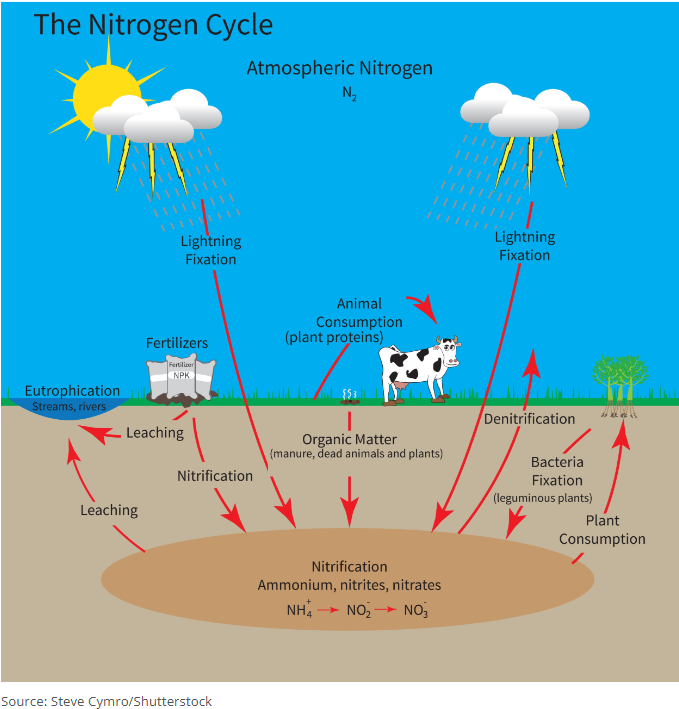 The Nitrogen Cycle
Atmospheric Nitrogen
N₂
Lightning
Fixation
Lightning
Fixation
Animal
Consumption
(plant proteins)
Fertilizers
Fertilizer
NPK
Eutrophication
Streams, rivers
Leaching
Nitrification
Leaching
Organic Matter
(manure, dead animals and plants)
Denitrification
Bacteria
Fixation
(leguminous plants)
Plant
Consumption
Nitrification
Ammonium, nitrites, nitrates
NH₄⁺ → NO₂⁻ → NO₃⁻
Source: Steve Cymro/Shutterstock